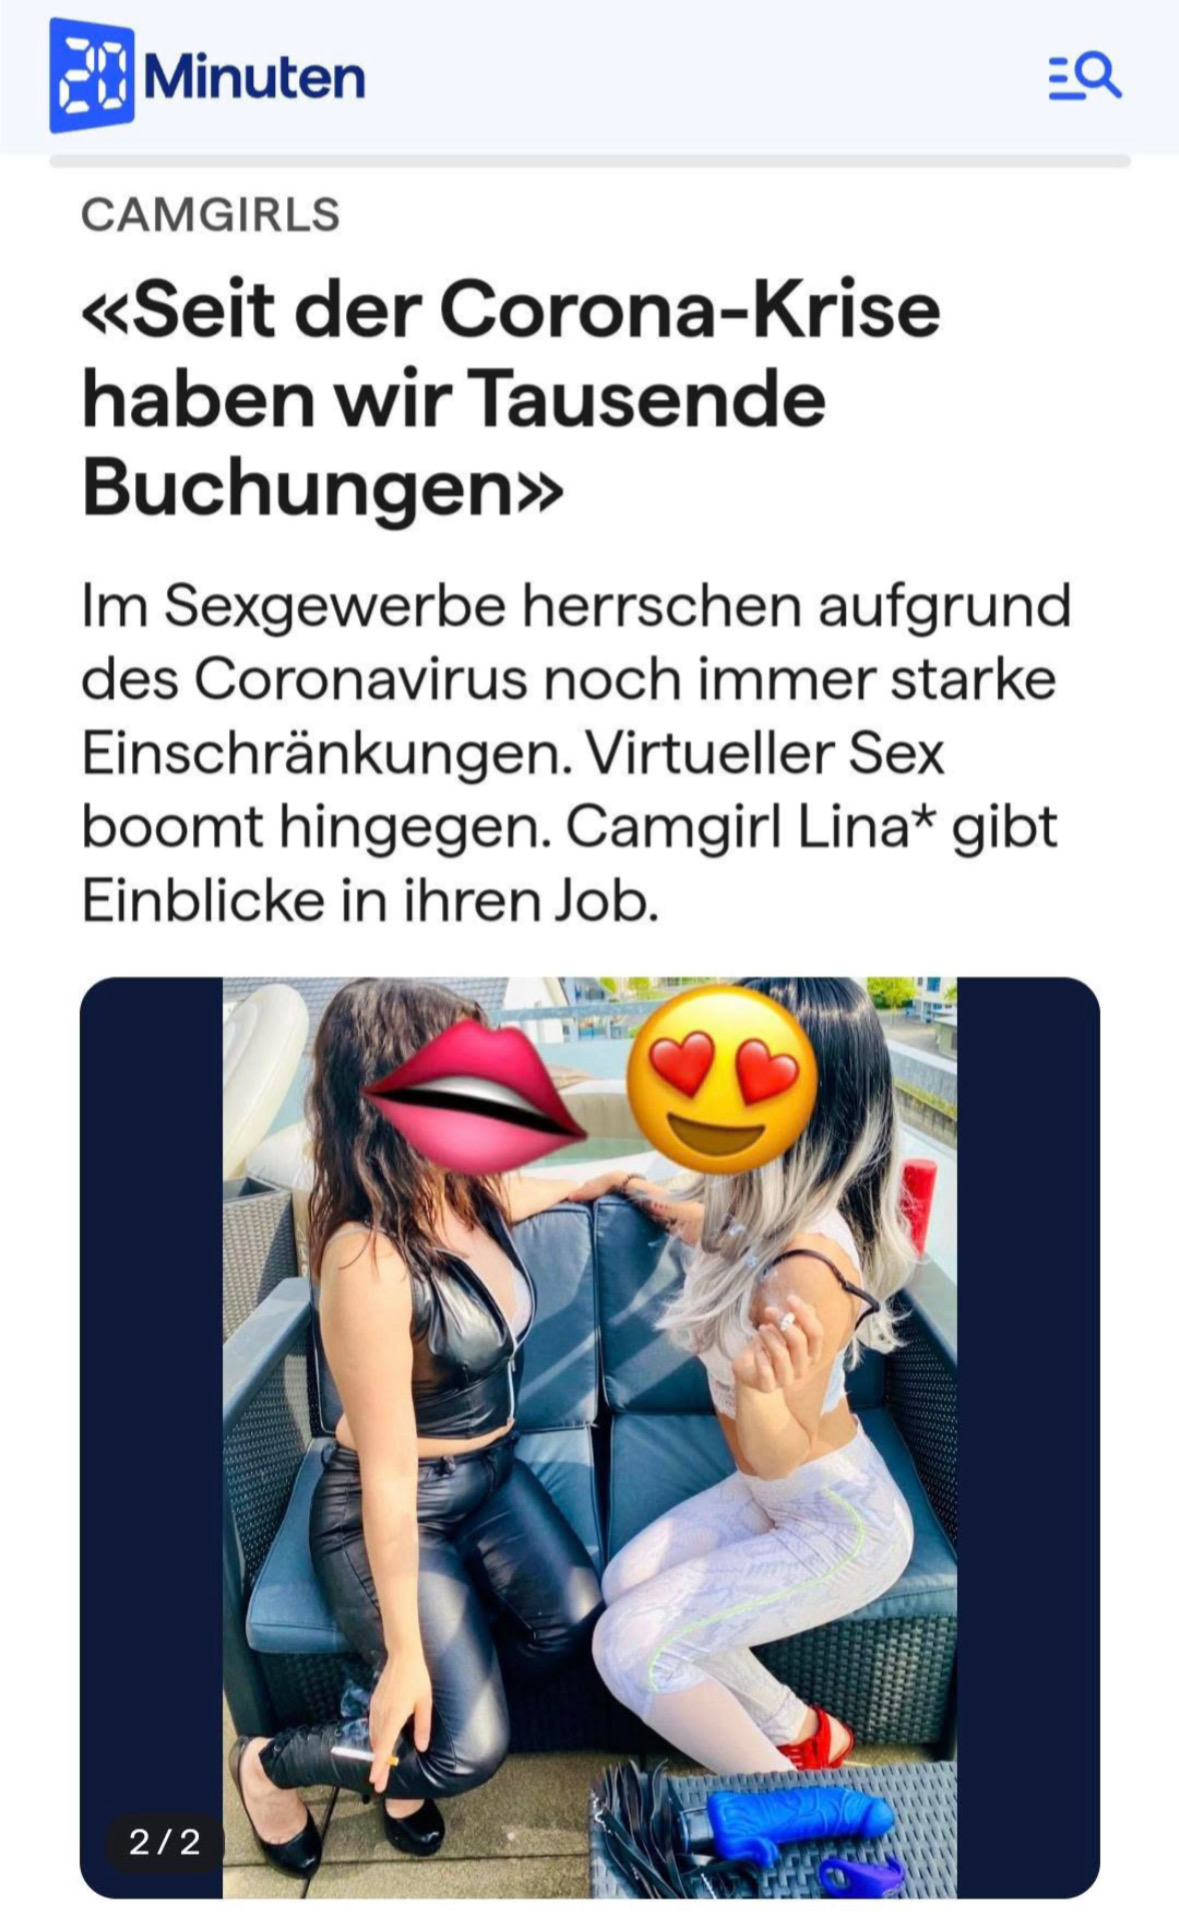 20 Minuten
CAMGIRLS
«Seit der Corona-Krise
haben wir Tausende
Buchungen»
Im Sexgewerbe herrschen aufgrund
des Coronavirus noch immer starke
Einschränkungen. Virtueller Sex
boomt hingegen. Camgirl Lina* gibt
Einblicke in ihren Job.
2/2